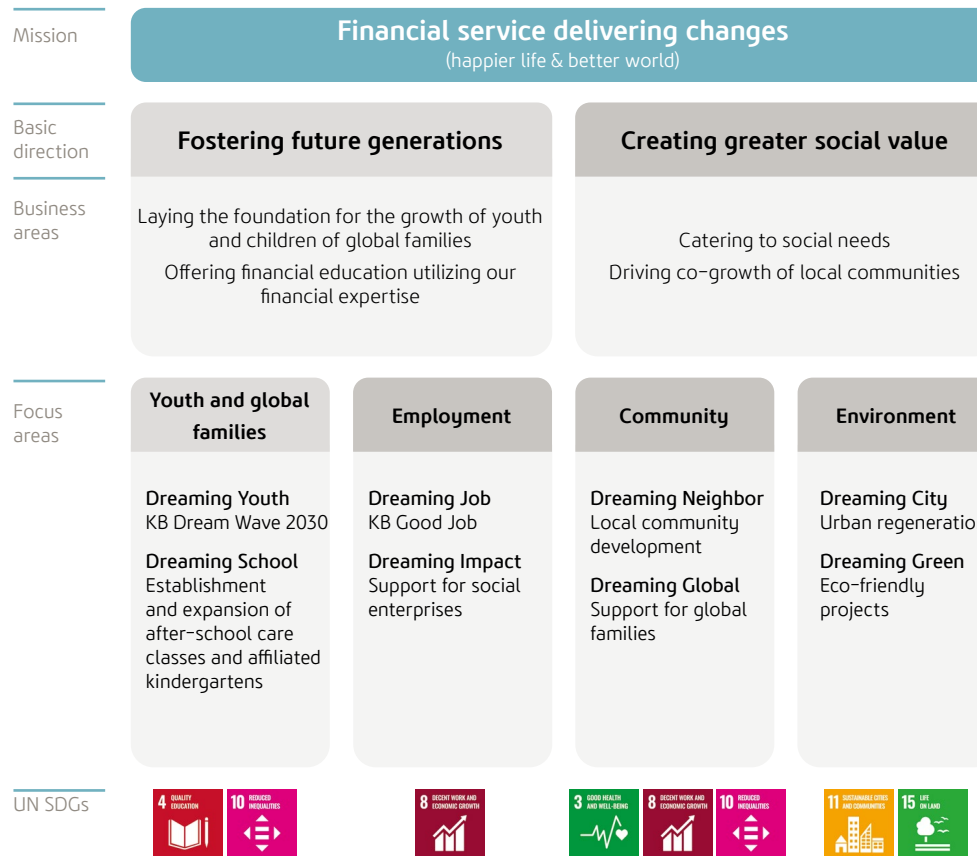 Mission
Financial service delivering changes
(happier life & better world)
Basic
direction
Fostering future generations
Creating greater social value
Business
areas
Laying the foundation for the growth of youth
and children of global families
Offering financial education utilizing our
financial expertise
Catering to social needs
Driving co-growth of local communities
Focus
areas
Youth and global
families
Dreaming Youth
KB Dream Wave 2030
Dreaming School
Establishment
and expansion of
after-school care
classes and affiliated
kindergartens
Employment
Dreaming Job
KB Good Job
Dreaming Impact
Support for social
enterprises
Community
Dreaming Neighbor
Local community
development
Dreaming Global
Support for global
families
Environment
Dreaming City
Urban regeneratio
Dreaming Green
Eco-friendly
projects
UN SDGs
4 QUALITY
EDUCATION
10 REDUCED
INEQUALITIES
8 DECENT WORK AND
ECONOMIC GROWTH
3 GOOD HEALTH
AND WELL-BEING
8 DECENT WORK AND
ECONOMIC GROWTH
10 REDUCED
INEQUALITIES
11 SUSTAINABLE CITIES
AND COMMUNITIES
15 LIFE
ON LAND